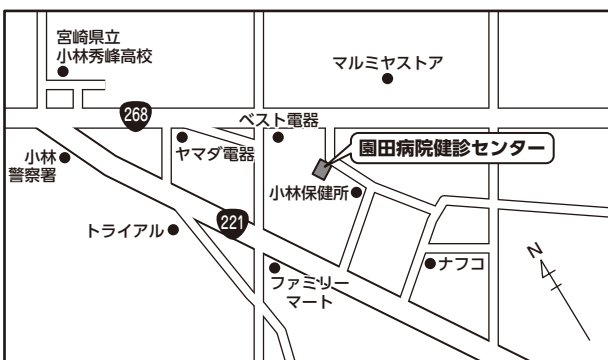 宮崎県立
小林秀峰高校
マルミヤストア
268
ベスト電器
ヤマダ電器
園田病院健診センター
小林
警察署
小林保健所
トライアル
221
ナフコ
N
ファミリー
マート